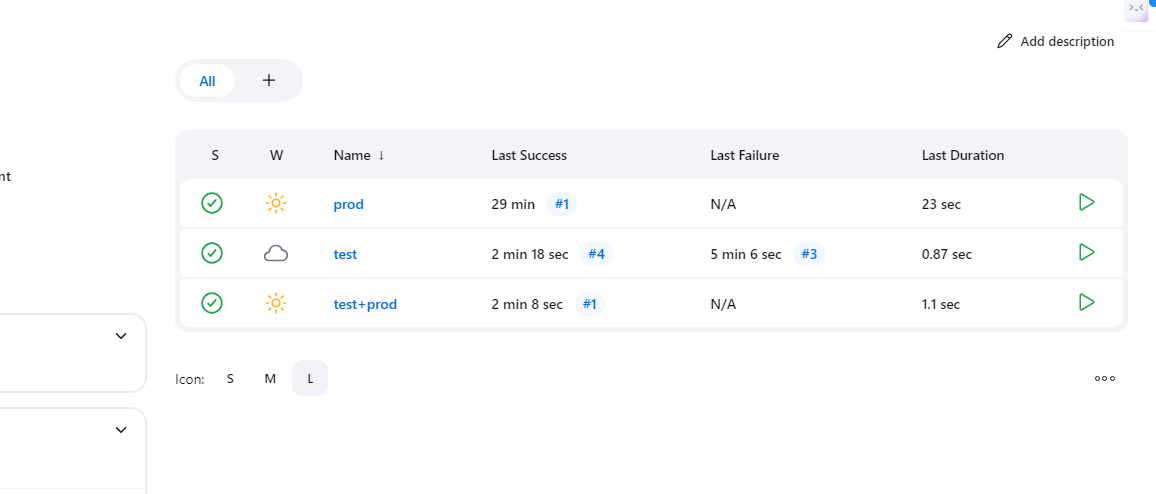 Add description
All +
S W Name ↓ Last Success Last Failure Last Duration
nt
prod 29 min #1 N/A 23 sec
test 2 min 18 sec #4 5 min 6 sec #3 0.87 sec
test+prod 2 min 8 sec #1 N/A 1.1 sec
Icon: S M L